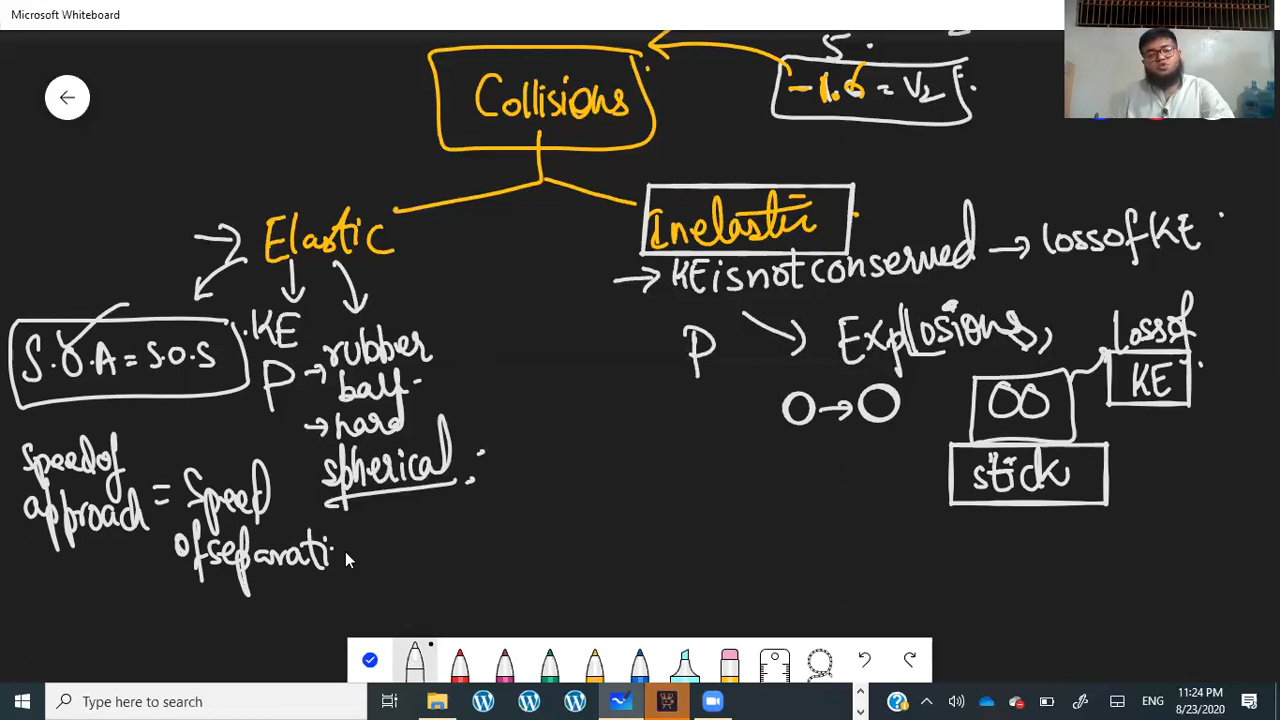 Microsoft Whiteboard
5.
-1.6 = V2
Collisions
Elastic
Inelastic
→ KE is not conserved → loss of KE
KE
P
→ rubber
ball
→ hard
spherical
S.O.A = S.O.S
speed of
approach = Speed
of separati
P
Explosions,
Loss of
KE
stick
Type here to search
ENG
11:24 PM
8/23/2020